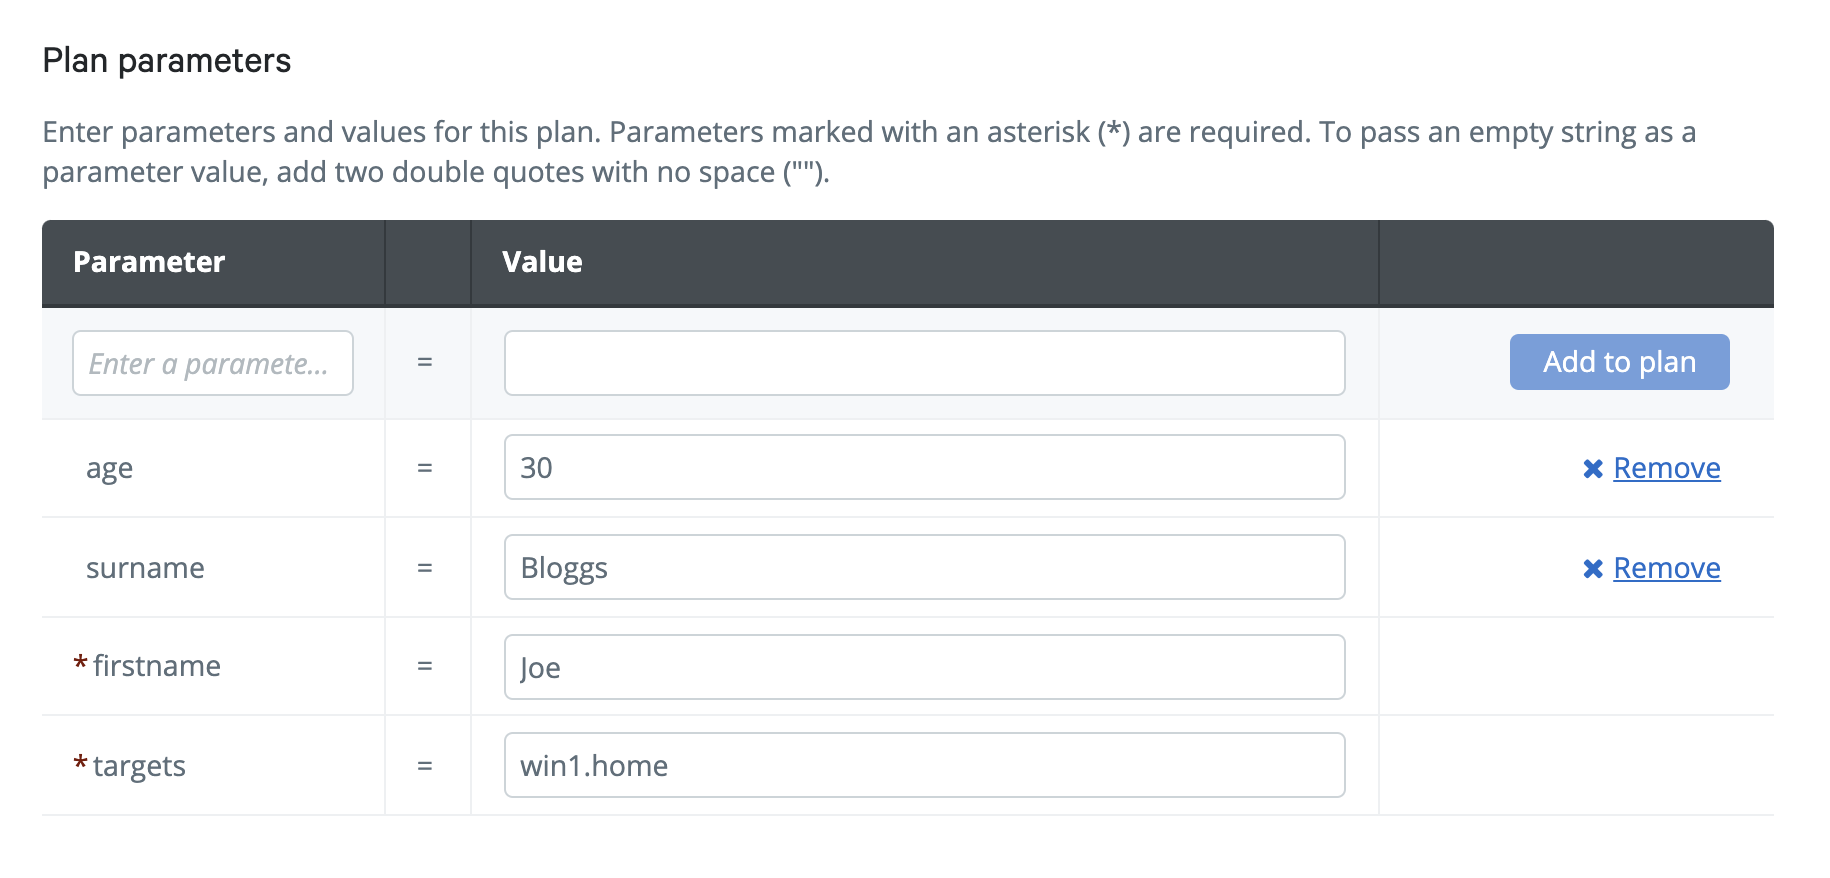 Plan parameters
Enter parameters and values for this plan. Parameters marked with an asterisk (*) are required. To pass an empty string as a
parameter value, add two double quotes with no space ("").
Parameter Value
Enter a paramete... = Add to plan
age = 30 ✖ Remove
surname = Bloggs ✖ Remove
* firstname = Joe
* targets = win1.home